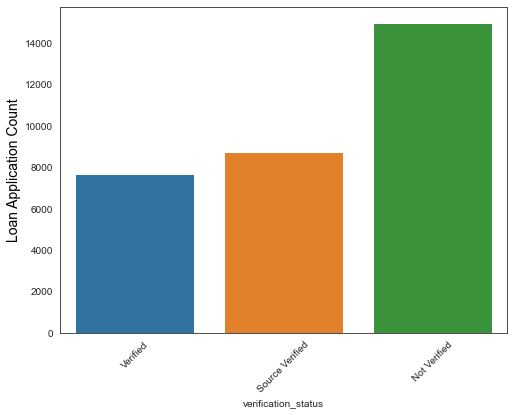 Loan Application Count
14000
12000
10000
8000
6000
4000
2000
0
Verified
Source Verified
Not Verified
verification_status